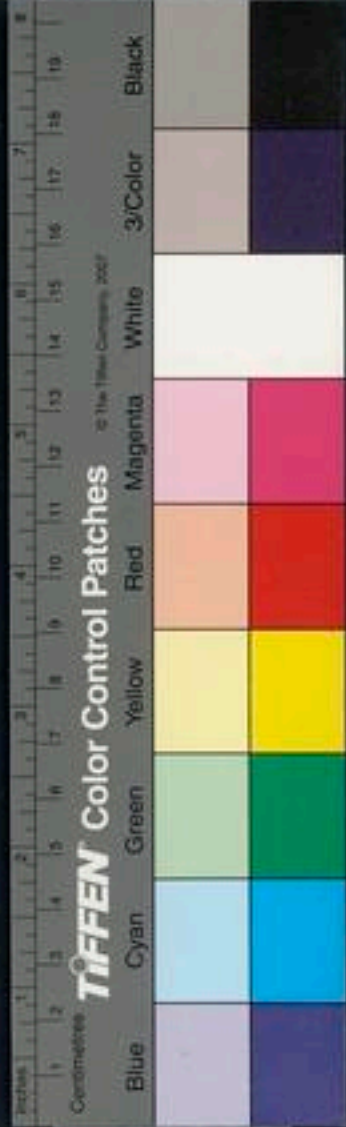 Inches 1 2 3 4 5 6 7 8
1 2 3 4 5 6 7 8 9 10 11 12 13 14 15 16 17 18 19
Centimetres
TIFFEN Color Control Patches © The Tiffen Company, 2007
Blue Cyan Green Yellow Red Magenta White 3/Color Black